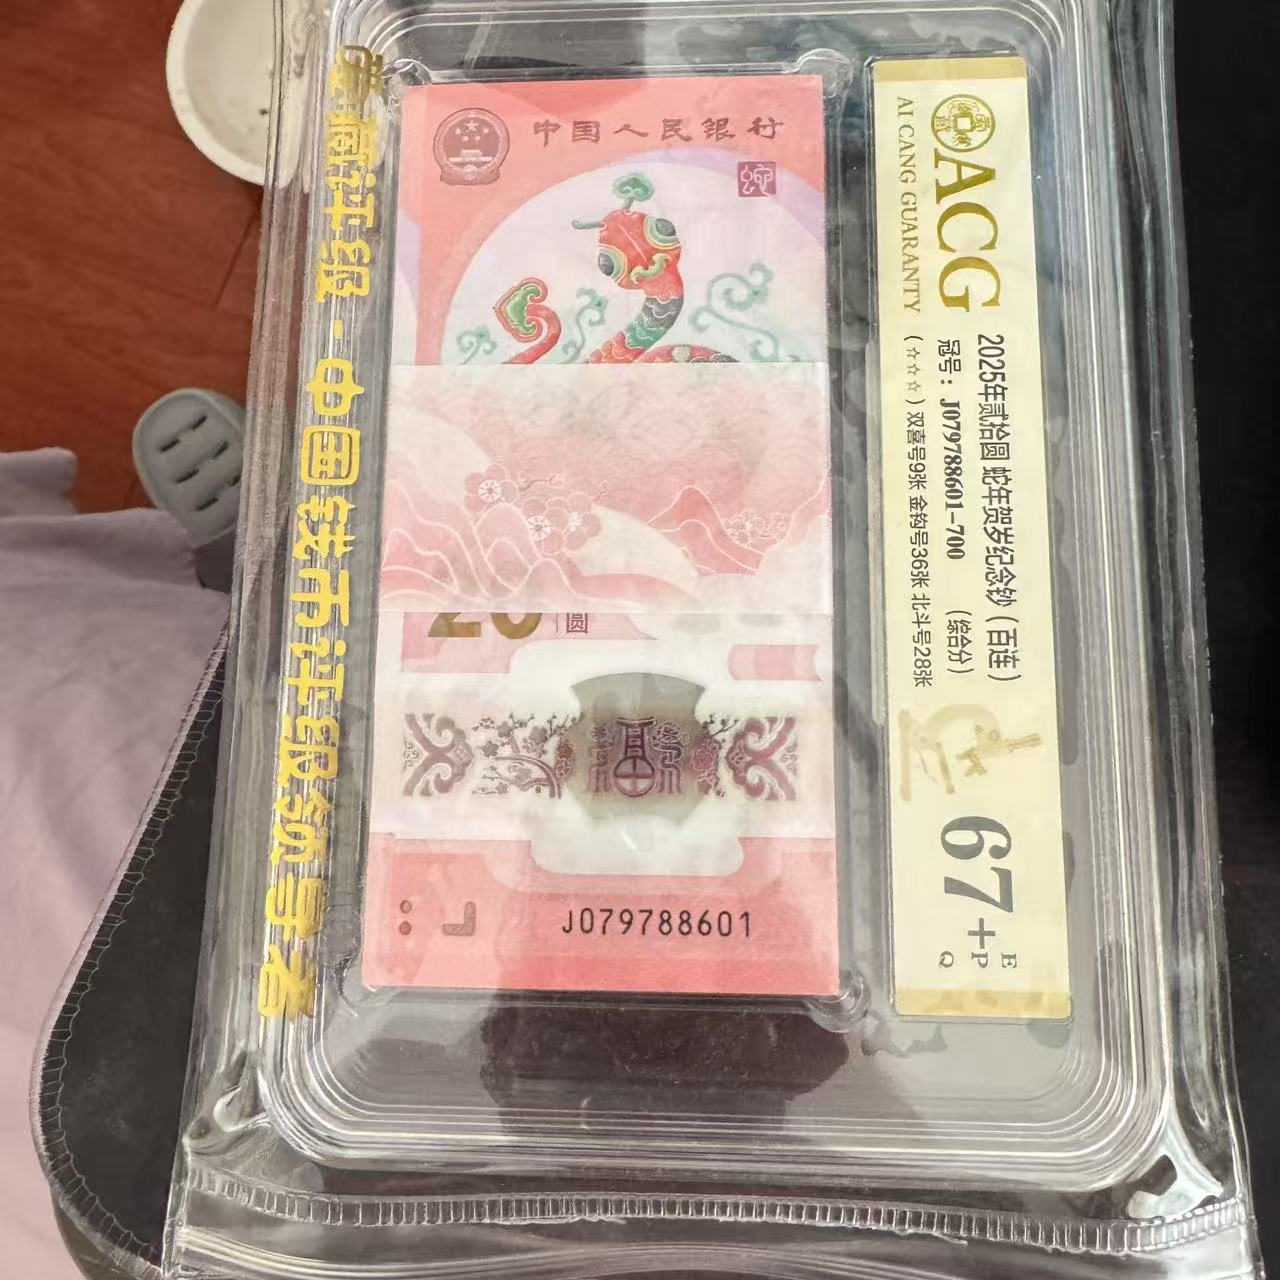 爱藏评级-中国钱币评级领导者
中国人民银行
蛇
20
圆
J079788601
ACG
AI CANG GUARANTY
2025年贰拾圆 蛇年贺岁纪念钞（百连）
冠号：J079788601-700 （综合分）
（☆☆☆）双喜号9张 金钩号36张 北斗号28张
67+
E
P
Q